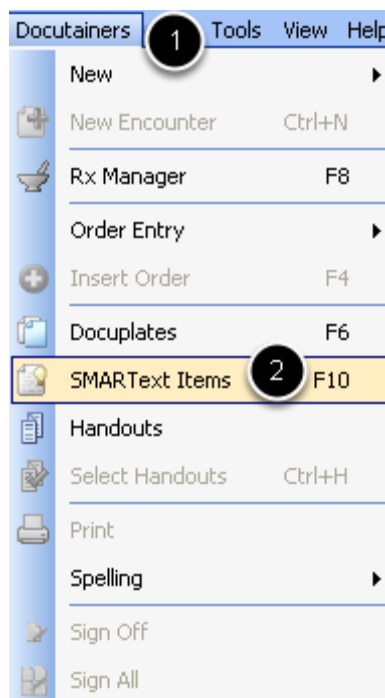 Docutainers 1 Tools View Help
New
New Encounter Ctrl+N
Rx Manager F8
Order Entry
Insert Order F4
Docuplates F6
SMARText Items 2 F10
Handouts
Select Handouts Ctrl+H
Print
Spelling
Sign Off
Sign All